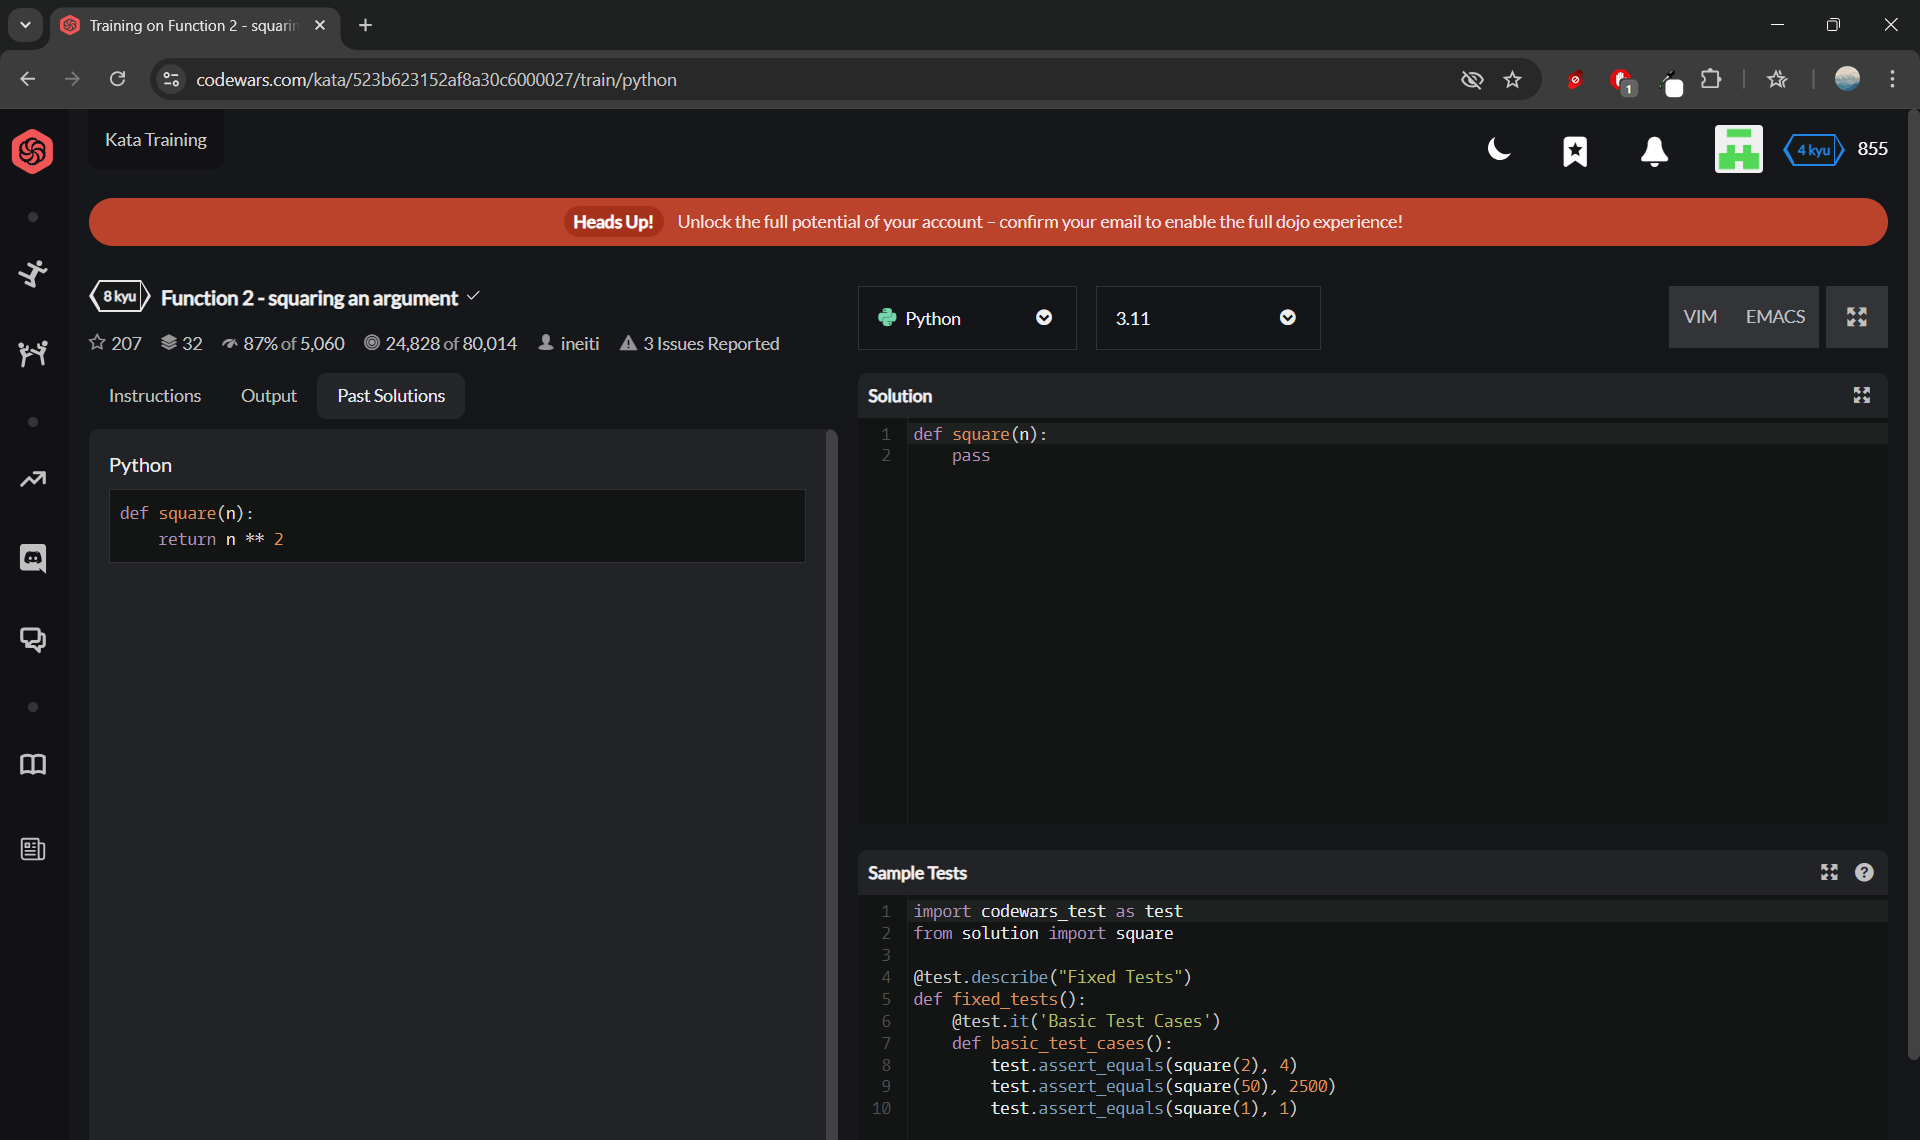 Training on Function 2 - squarin
codewars.com/kata/523b623152af8a30c6000027/train/python
1
Kata Training
4 kyu
855
Heads Up! Unlock the full potential of your account – confirm your email to enable the full dojo experience!
8 kyu Function 2 - squaring an argument
207 32 87% of 5,060 24,828 of 80,014 ineiti 3 Issues Reported
Python
3.11
VIM EMACS
Instructions Output Past Solutions
Python
def square(n):
    return n ** 2
Solution
1 def square(n):
2     pass
Sample Tests
?
1 import codewars_test as test
2 from solution import square
3
4 @test.describe("Fixed Tests")
5 def fixed_tests():
6     @test.it('Basic Test Cases')
7     def basic_test_cases():
8         test.assert_equals(square(2), 4)
9         test.assert_equals(square(50), 2500)
10         test.assert_equals(square(1), 1)